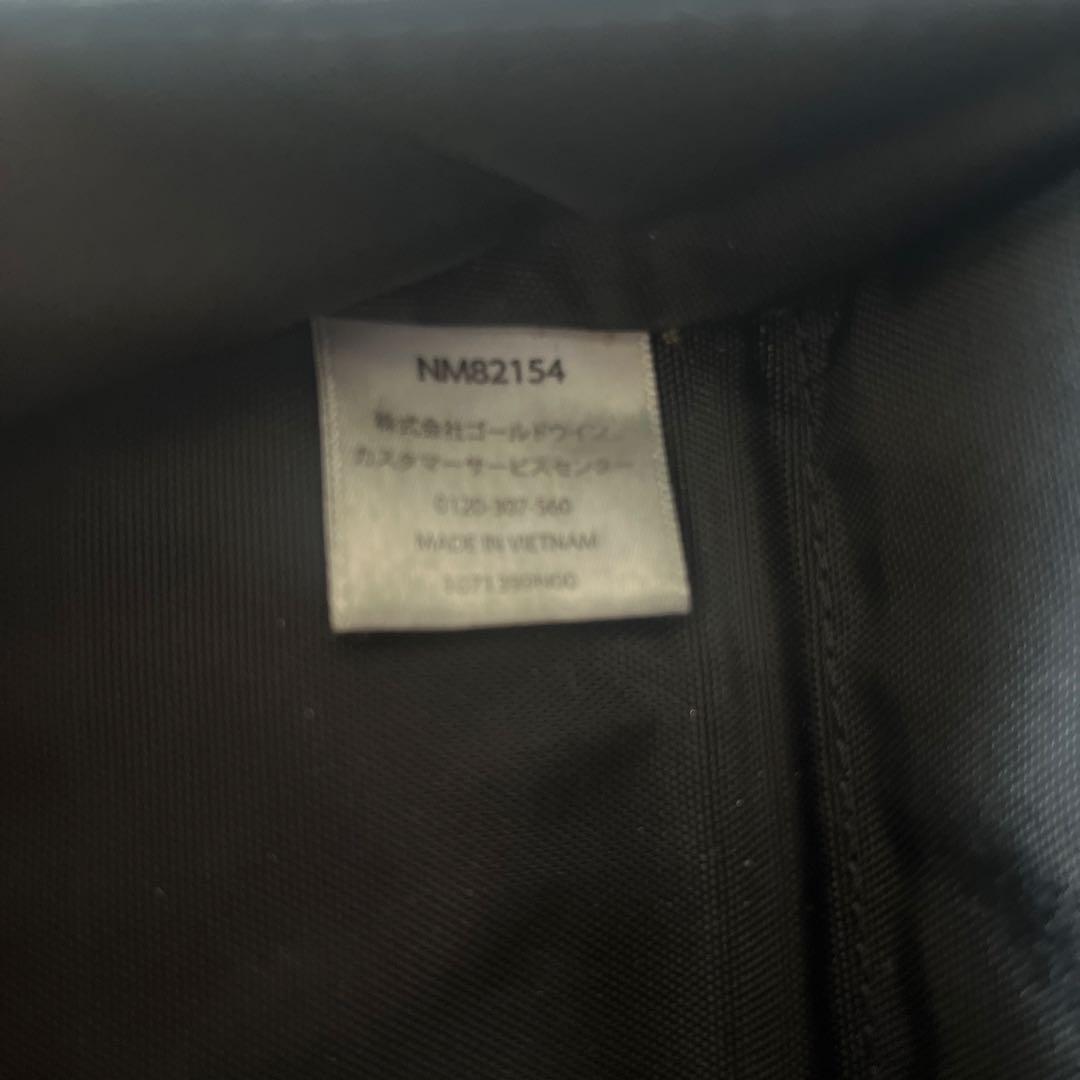 NM82154
株式会社ゴールドウイン
カスタマーサービスセンター
0120-307-560
MADE IN VIETNAM